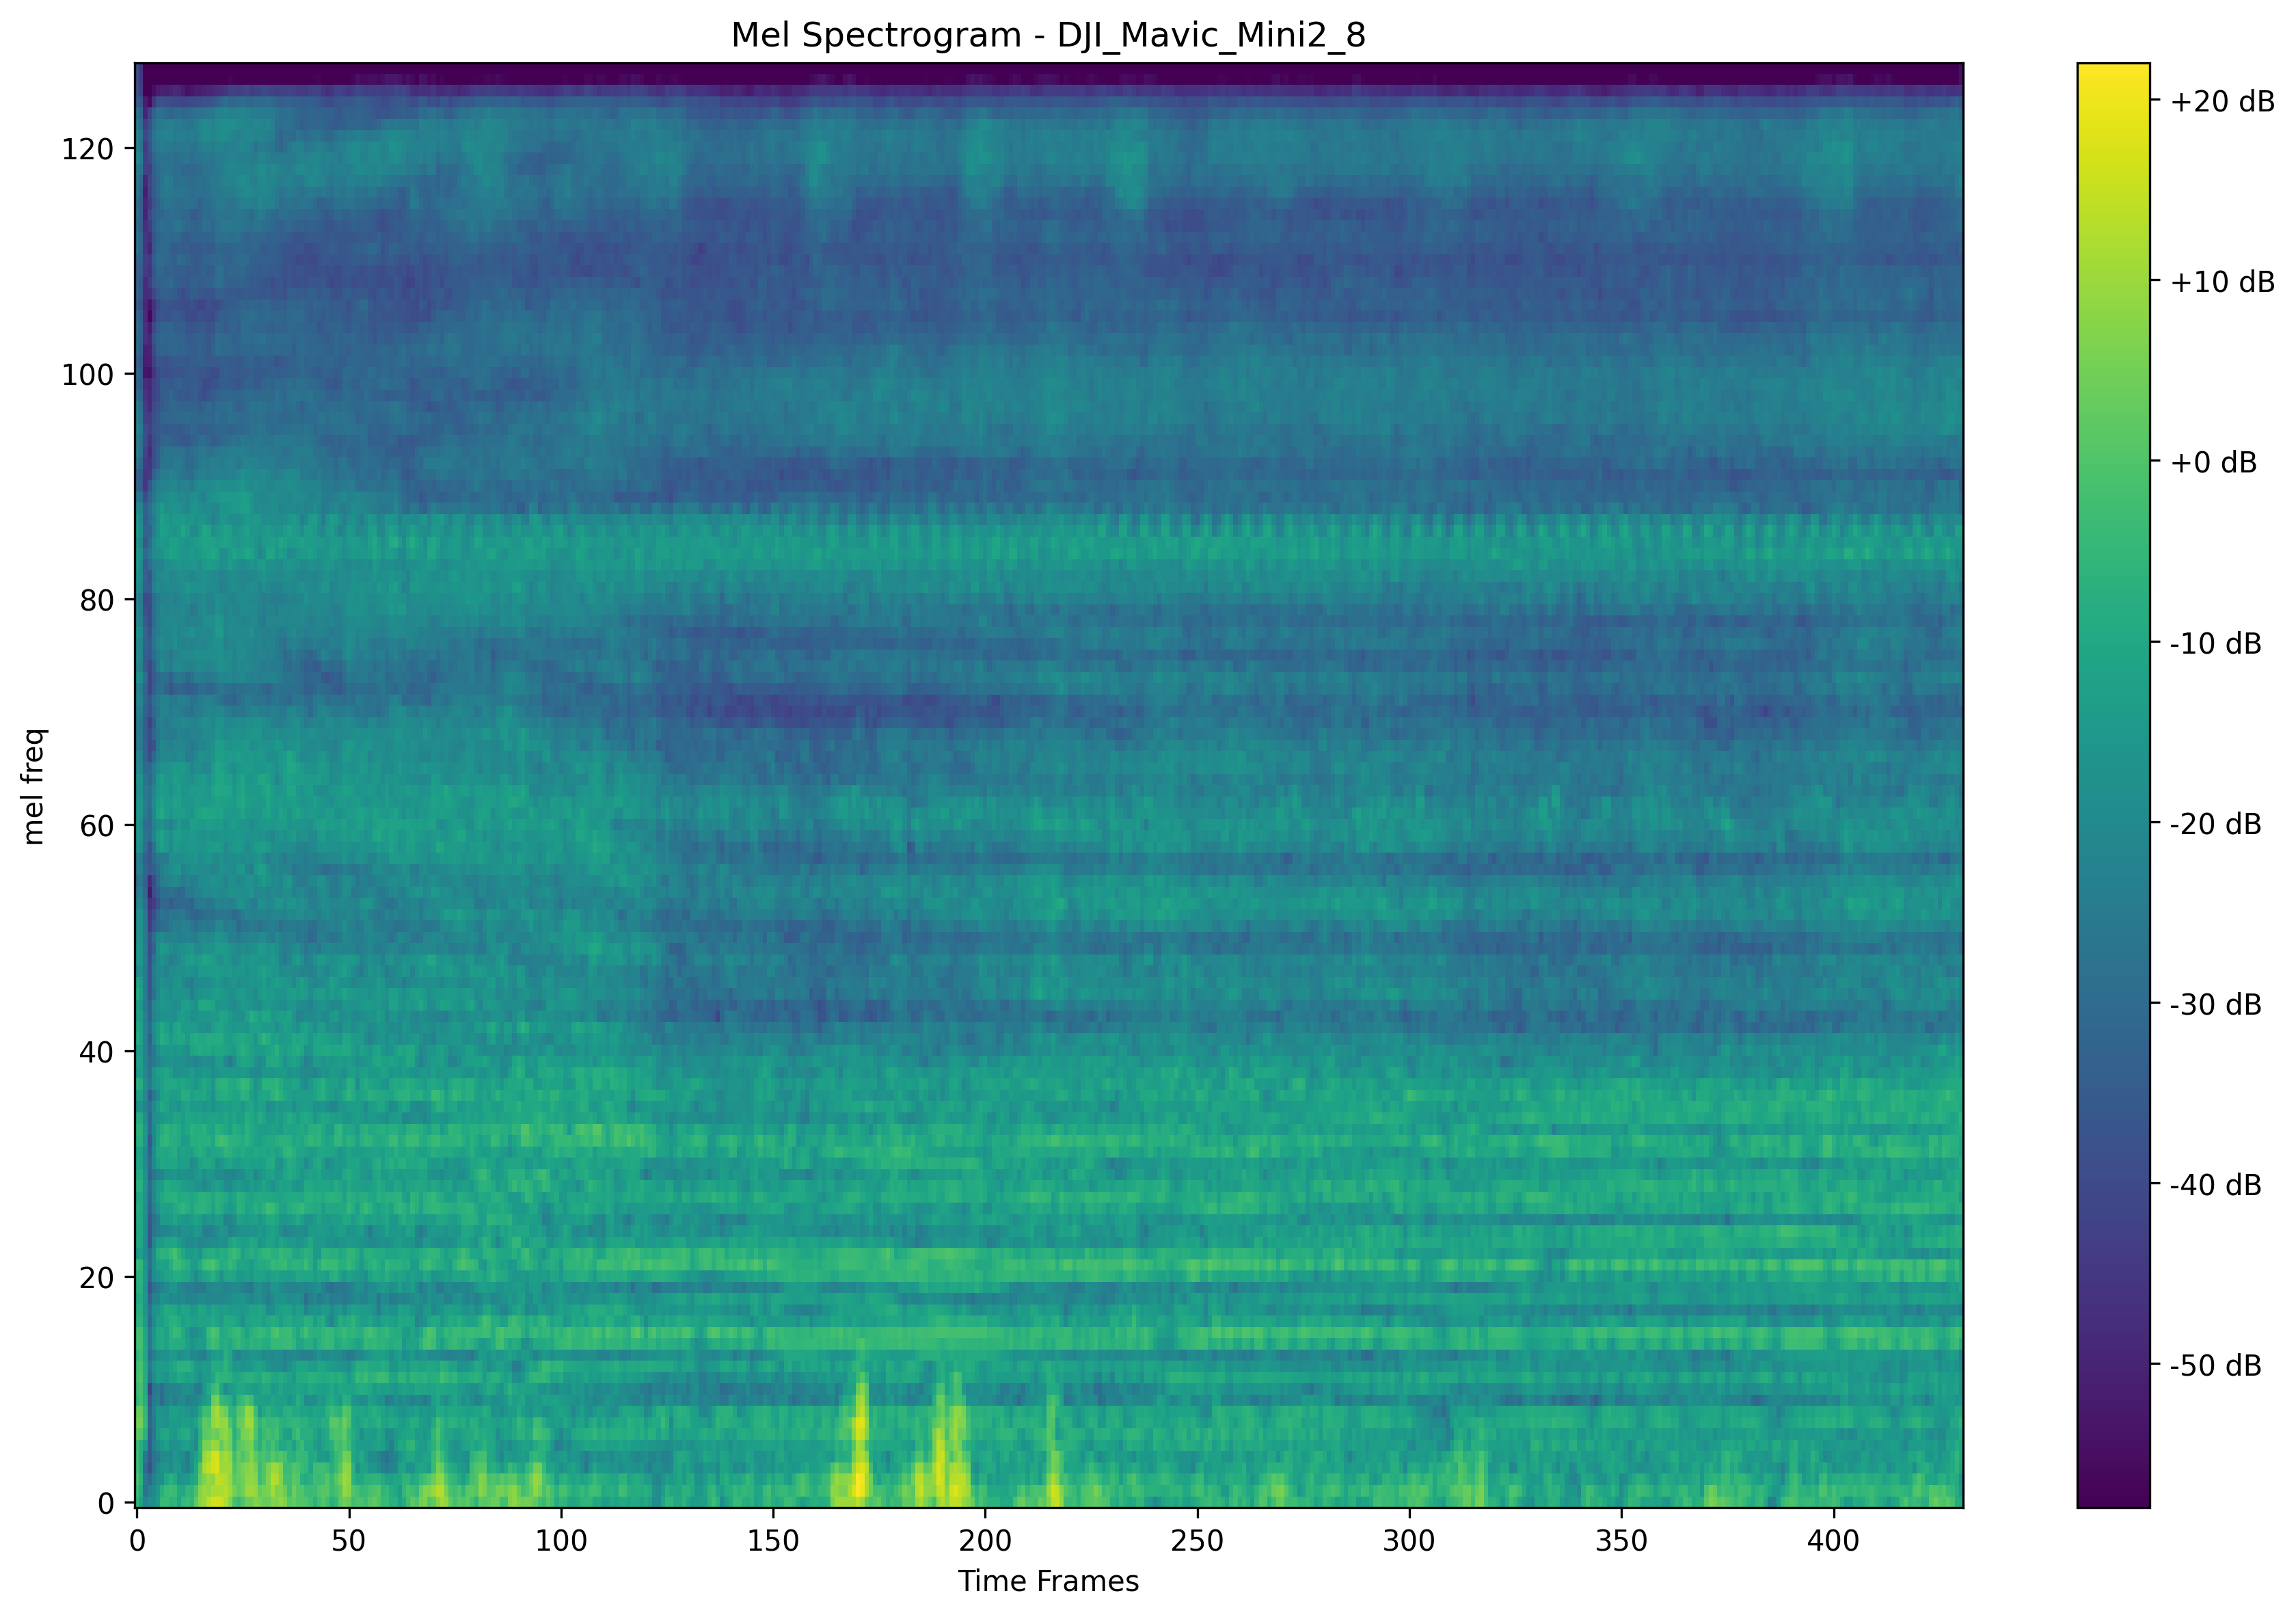 Mel Spectrogram - DJI_Mavic_Mini2_8
mel freq
120
100
80
60
40
20
0
0 50 100 150 200 250 300 350 400
Time Frames
+20 dB
+10 dB
+0 dB
-10 dB
-20 dB
-30 dB
-40 dB
-50 dB